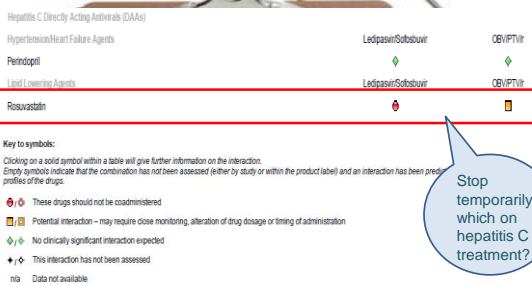 Hepatitis C Directly Acting Antivirals (DAAs)
Hypertension/Heart Failure Agents Ledipasvir/Sofosbuvir OBV/PTV/r
Perindopril
Lipid Lowering Agents Ledipasvir/Sofosbuvir OBV/PTV/r
Rosuvastatin
Key to symbols:
Clicking on a solid symbol within a table will give further information on the interaction.
Empty symbols indicate that the combination has not been assessed (either by study or within the product label) and an interaction has been
profiles of the drugs.
/ These drugs should not be coadministered
/ Potential interaction – may require close monitoring, alteration of drug dosage or timing of administration
/ No clinically significant interaction expected
/ This interaction has not been assessed
n/a Data not available
Stop
temporarily
which on
hepatitis C
treatment?